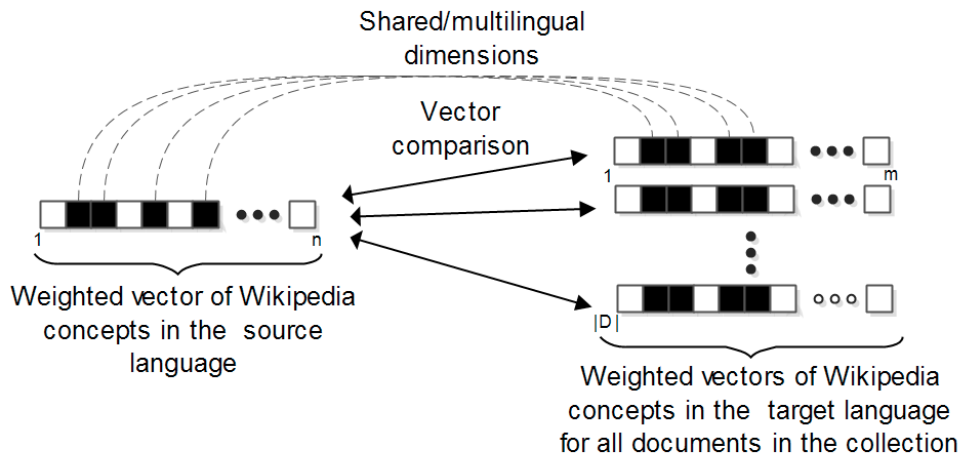 Shared/multilingual
dimensions
Vector
comparison
1
m
1
n
|D|
Weighted vector of Wikipedia
concepts in the source
language
Weighted vectors of Wikipedia
concepts in the target language
for all documents in the collection